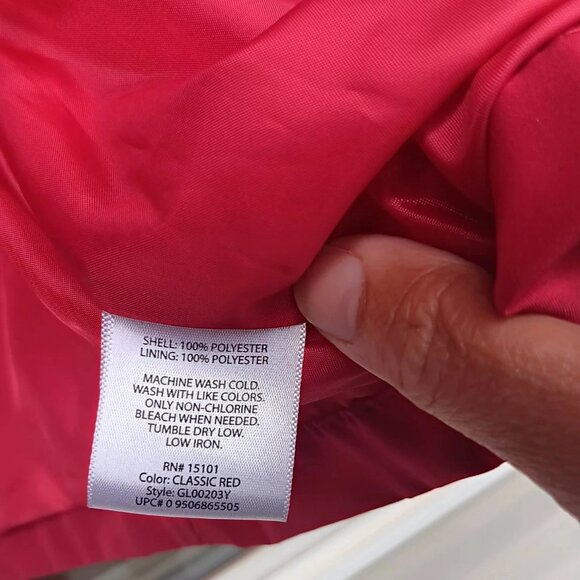 SHELL: 100% POLYESTER
LINING: 100% POLYESTER
MACHINE WASH COLD.
WASH WITH LIKE COLORS.
ONLY NON-CHLORINE
BLEACH WHEN NEEDED.
TUMBLE DRY LOW.
LOW IRON.
RN# 15101
Color: CLASSIC RED
Style: GL00203Y
UPC# 0 9506865505